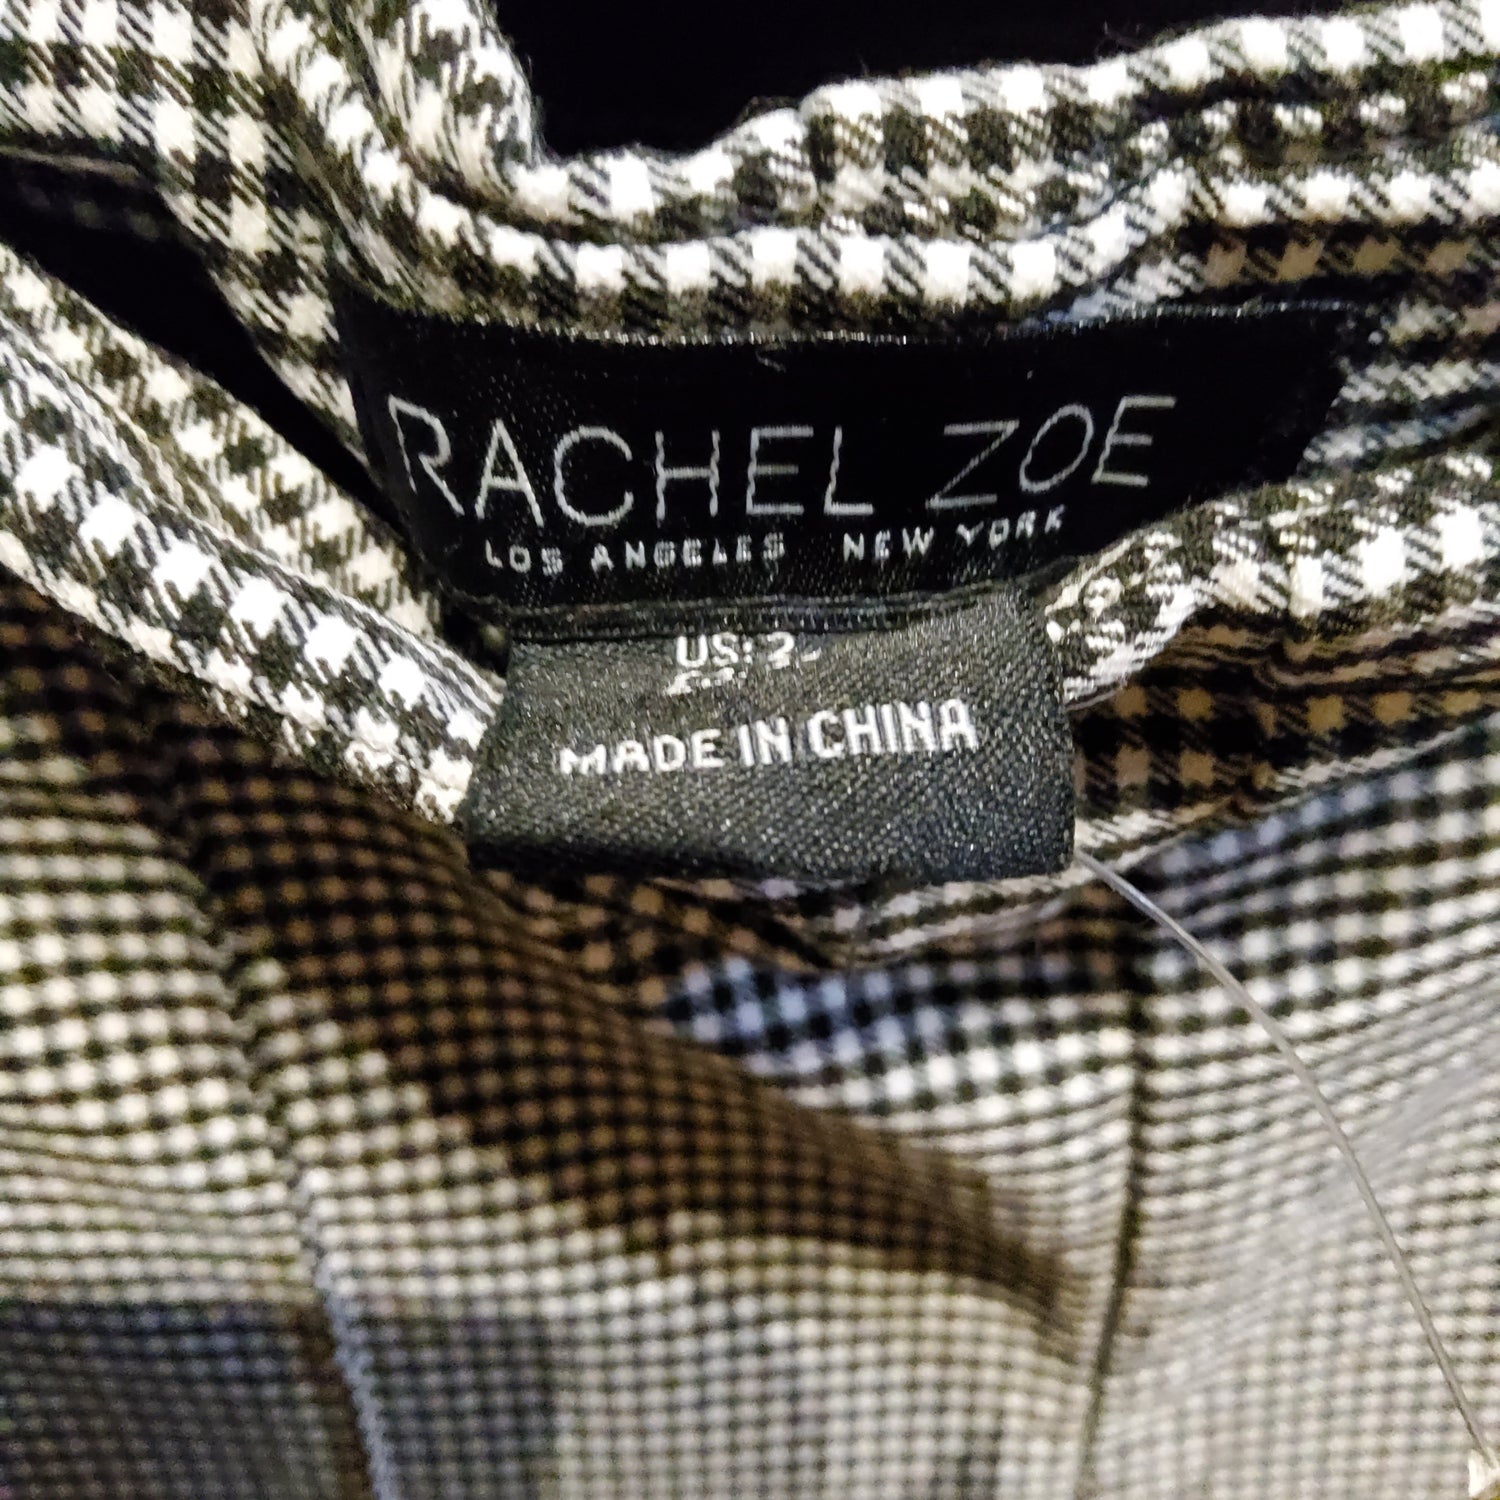 RACHEL ZOE
LOS ANGELES NEW YORK
US: 2
MADE IN CHINA